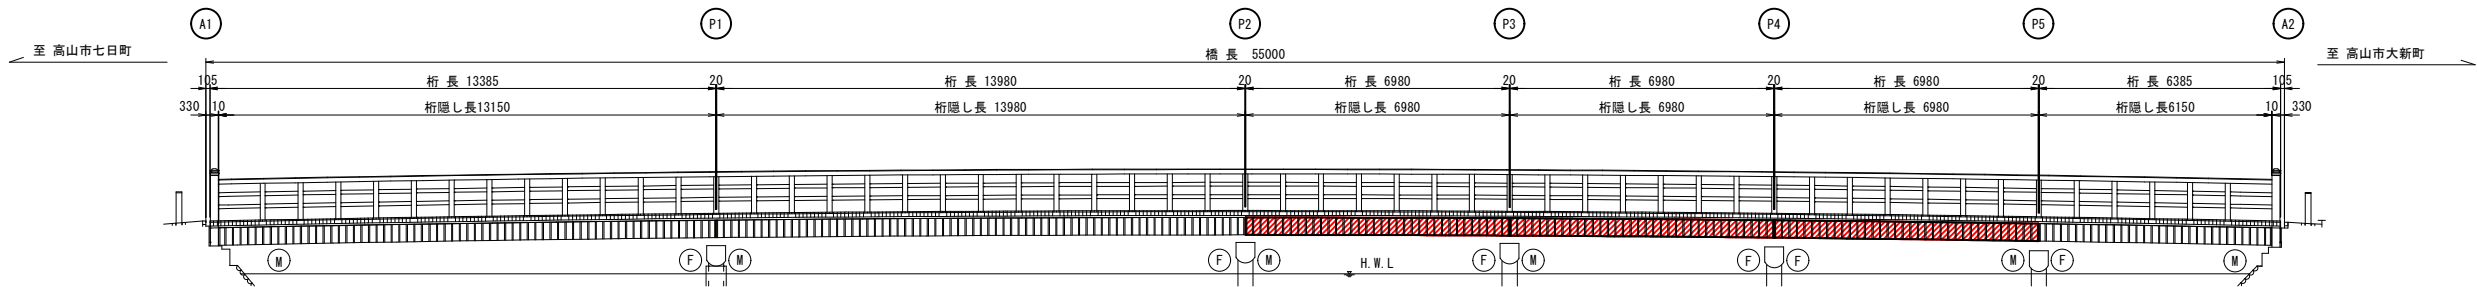 A1 P1 P2 P3 P4 P5 A2
至 高山市七日町 橋 長 55000 至 高山市大新町
105 桁 長 13385 20 桁 長 13980 20 桁 長 6980 20 桁 長 6980 20 桁 長 6980 20 桁 長 6385 105
330 10 桁隠し長13150 桁隠し長 13980 桁隠し長 6980 桁隠し長 6980 桁隠し長 6980 桁隠し長6150 10 330
M F M F M F M F F M F M
H.W.L